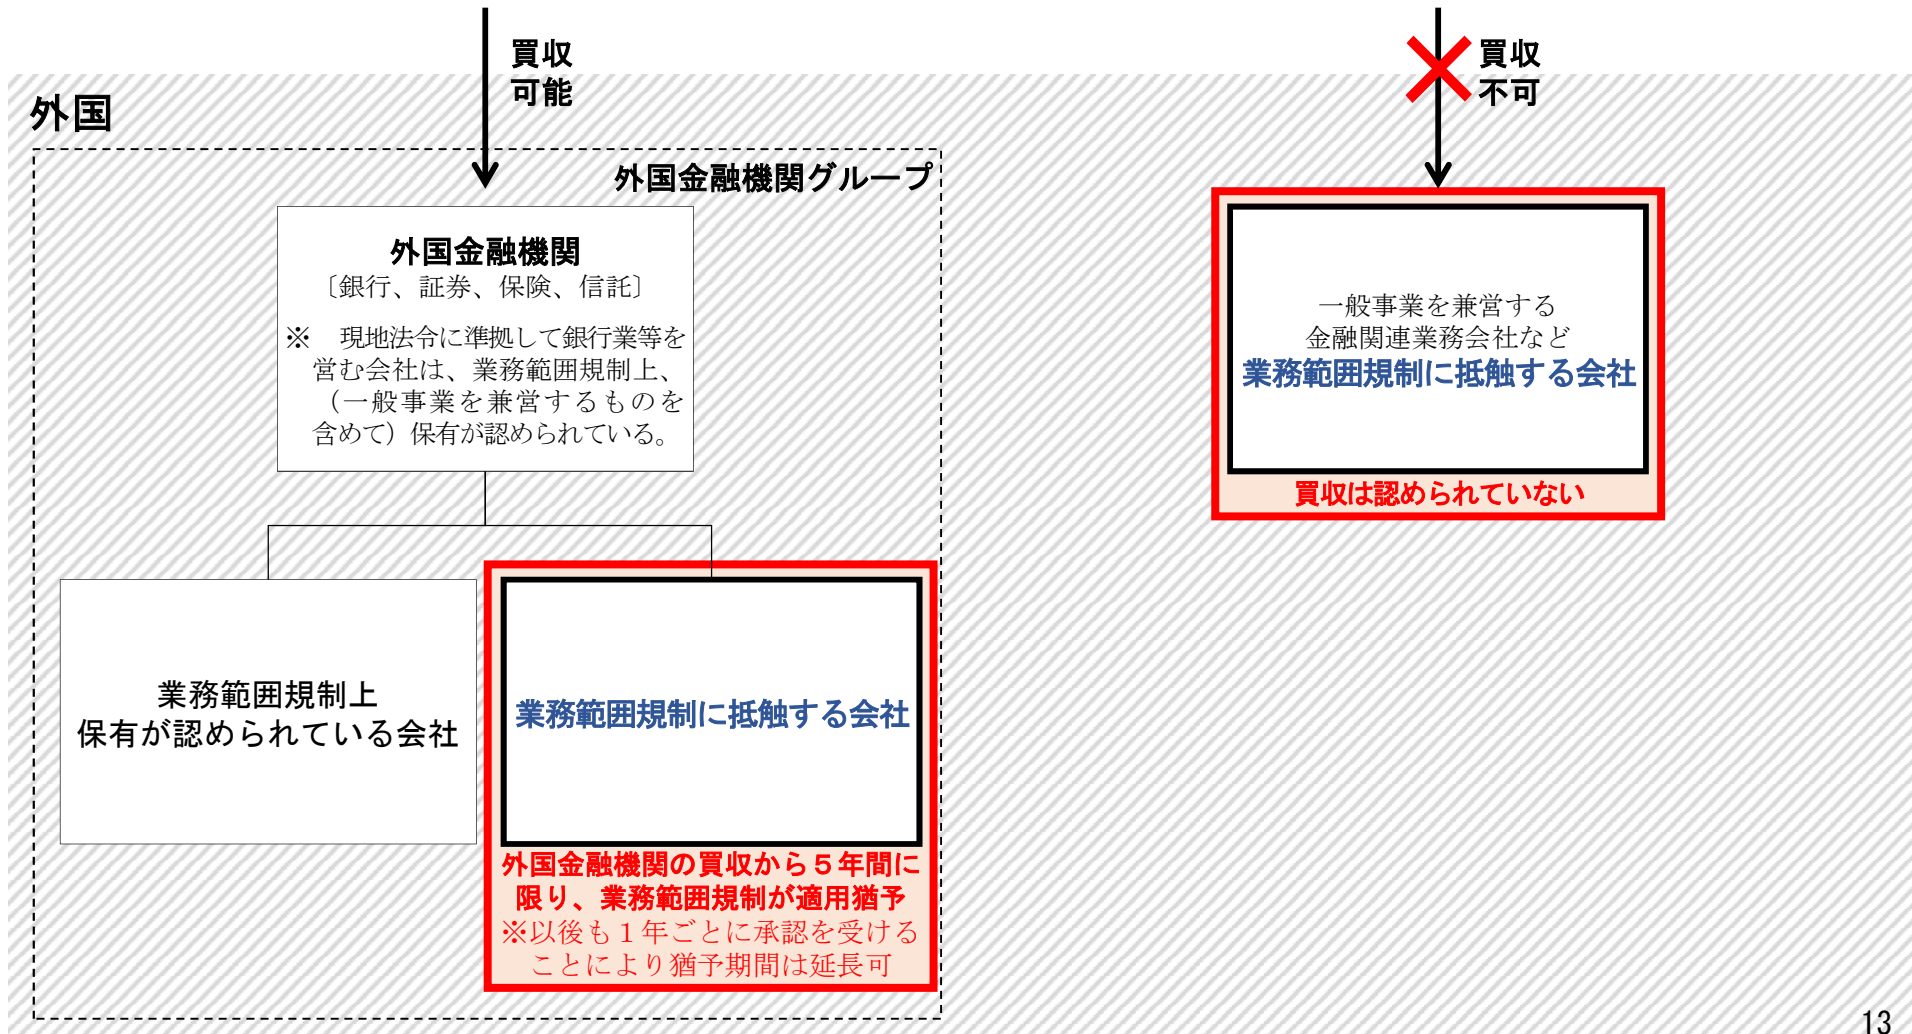 買収
可能
買収
不可
外国
外国金融機関グループ
外国金融機関
〔銀行、証券、保険、信託〕
※　現地法令に準拠して銀行業等を
営む会社は、業務範囲規制上、
（一般事業を兼営するものを
含めて）保有が認められている。
一般事業を兼営する
金融関連業務会社など
業務範囲規制に抵触する会社
買収は認められていない
業務範囲規制上
保有が認められている会社
業務範囲規制に抵触する会社
外国金融機関の買収から５年間に
限り、業務範囲規制が適用猶予
※以後も１年ごとに承認を受ける
ことにより猶予期間は延長可
13